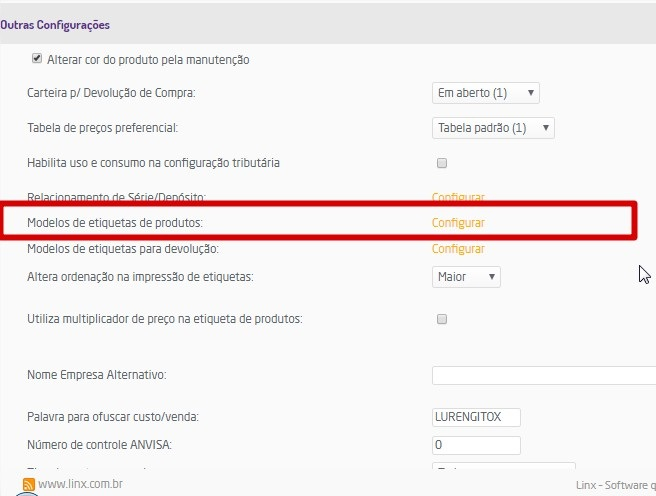 Outras Configurações
Alterar cor do produto pela manutenção
Carteira p/ Devolução de Compra: Em aberto (1)
Tabela de preços preferencial: Tabela padrão (1)
Habilita uso e consumo na configuração tributária
Relacionamento de Série/Depósito: Configurar
Modelos de etiquetas de produtos: Configurar
Modelos de etiquetas para devolução: Configurar
Altera ordenação na impressão de etiquetas: Maior
Utiliza multiplicador de preço na etiqueta de produtos:
Nome Empresa Alternativo:
Palavra para ofuscar custo/venda: LURENGITOX
Número de controle ANVISA: 0
www.linx.com.br
Linx - Software q